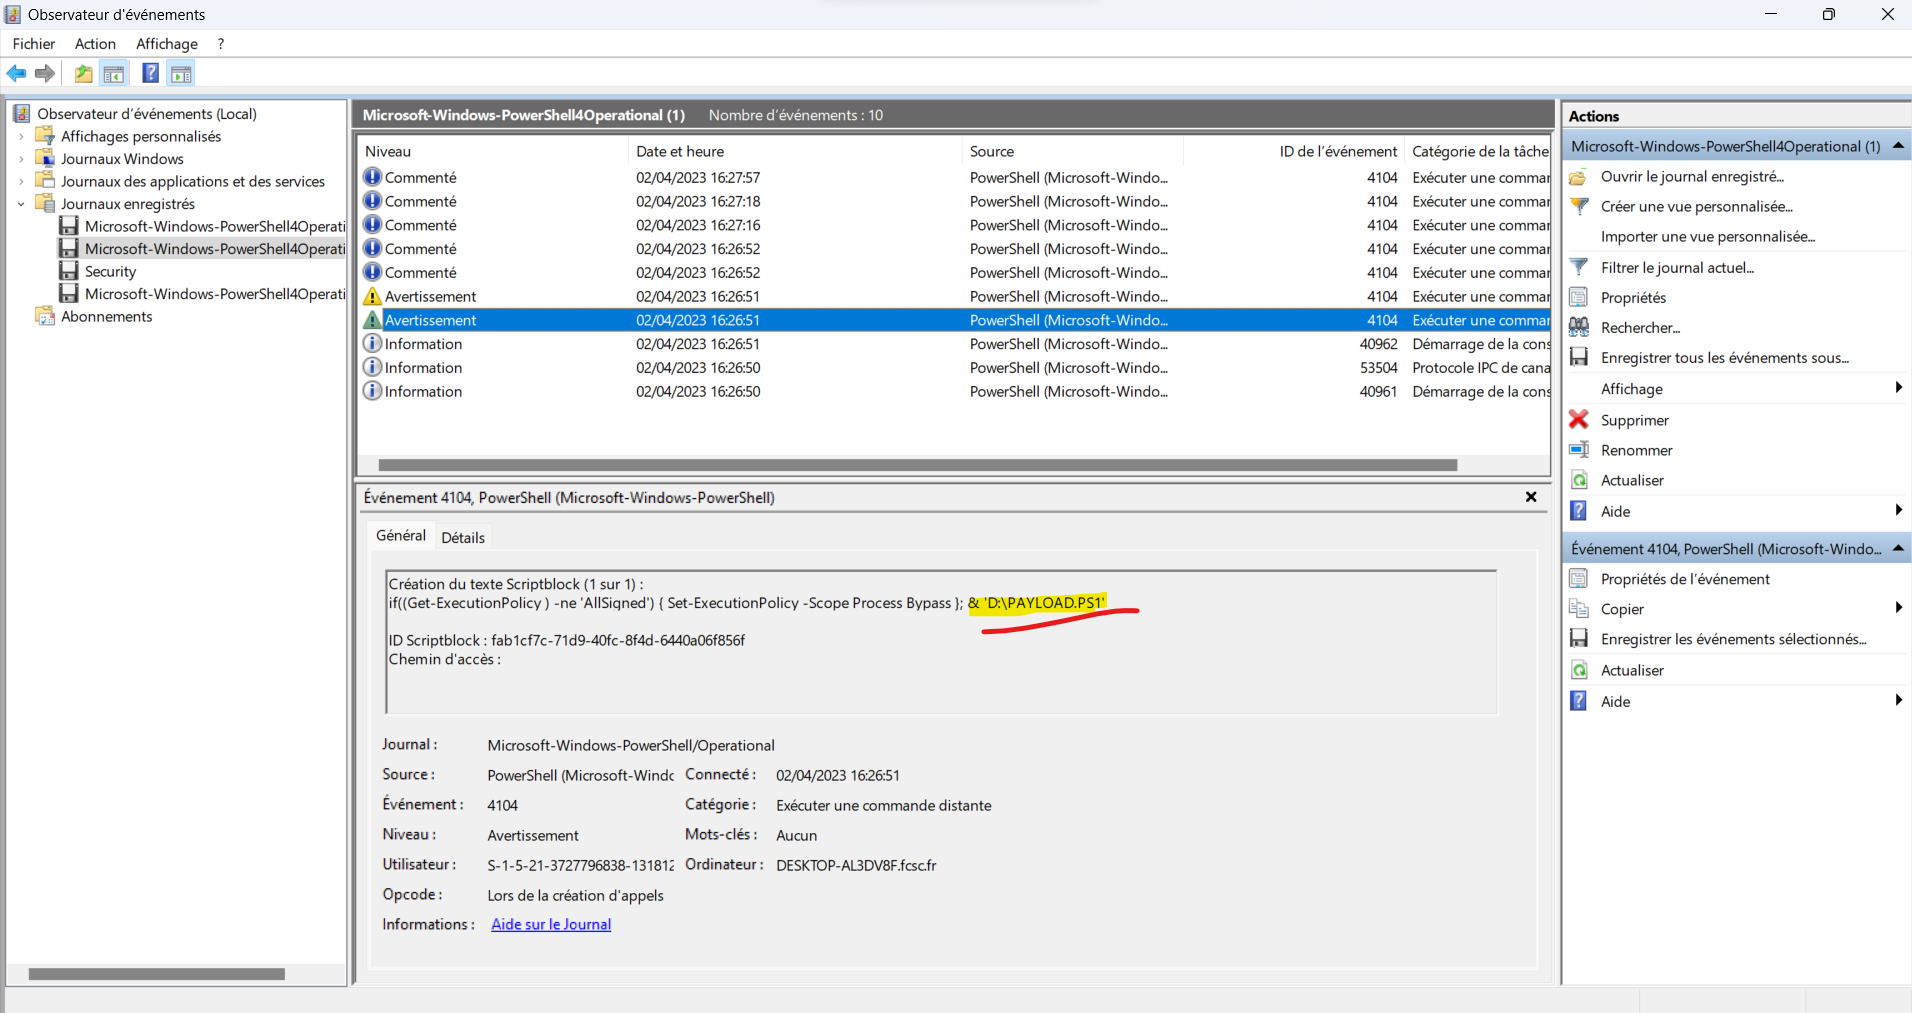 Observateur d'événements
Fichier Action Affichage ?
Observateur d'événements (Local)
Affichages personnalisés
Journaux Windows
Journaux des applications et des services
Journaux enregistrés
Microsoft-Windows-PowerShell4Operati
Microsoft-Windows-PowerShell4Operati
Security
Microsoft-Windows-PowerShell4Operati
Abonnements
Microsoft-Windows-PowerShell4Operational (1) Nombre d'événements : 10
Niveau Date et heure Source ID de l'événement Catégorie de la tâche
Commenté 02/04/2023 16:27:57 PowerShell (Microsoft-Windo... 4104 Exécuter une commar
Commenté 02/04/2023 16:27:18 PowerShell (Microsoft-Windo... 4104 Exécuter une commar
Commenté 02/04/2023 16:27:16 PowerShell (Microsoft-Windo... 4104 Exécuter une commar
Commenté 02/04/2023 16:26:52 PowerShell (Microsoft-Windo... 4104 Exécuter une commar
Commenté 02/04/2023 16:26:52 PowerShell (Microsoft-Windo... 4104 Exécuter une commar
Avertissement 02/04/2023 16:26:51 PowerShell (Microsoft-Windo... 4104 Exécuter une commar
Avertissement 02/04/2023 16:26:51 PowerShell (Microsoft-Windo... 4104 Exécuter une commar
Information 02/04/2023 16:26:51 PowerShell (Microsoft-Windo... 40962 Démarrage de la cons
Information 02/04/2023 16:26:50 PowerShell (Microsoft-Windo... 53504 Protocole IPC de cana
Information 02/04/2023 16:26:50 PowerShell (Microsoft-Windo... 40961 Démarrage de la cons
Événement 4104, PowerShell (Microsoft-Windows-PowerShell)
Général Détails
Création du texte Scriptblock (1 sur 1) :
if((Get-ExecutionPolicy ) -ne 'AllSigned') { Set-ExecutionPolicy -Scope Process Bypass }; & 'D:\PAYLOAD.PS1'
ID Scriptblock : fab1cf7c-71d9-40fc-8f4d-6440a06f856f
Chemin d'accès :
Journal : Microsoft-Windows-PowerShell/Operational
Source : PowerShell (Microsoft-Windc Connecté : 02/04/2023 16:26:51
Événement : 4104 Catégorie : Exécuter une commande distante
Niveau : Avertissement Mots-clés : Aucun
Utilisateur : S-1-5-21-3727796838-131812 Ordinateur : DESKTOP-AL3DV8F.fcsc.fr
Opcode : Lors de la création d'appels
Informations : Aide sur le Journal
Actions
Microsoft-Windows-PowerShell4Operational (1)
Ouvrir le journal enregistré...
Créer une vue personnalisée...
Importer une vue personnalisée...
Filtrer le journal actuel...
Propriétés
Rechercher...
Enregistrer tous les événements sous...
Affichage
Supprimer
Renommer
Actualiser
Aide
Événement 4104, PowerShell (Microsoft-Windo...
Propriétés de l'événement
Copier
Enregistrer les événements sélectionnés...
Actualiser
Aide